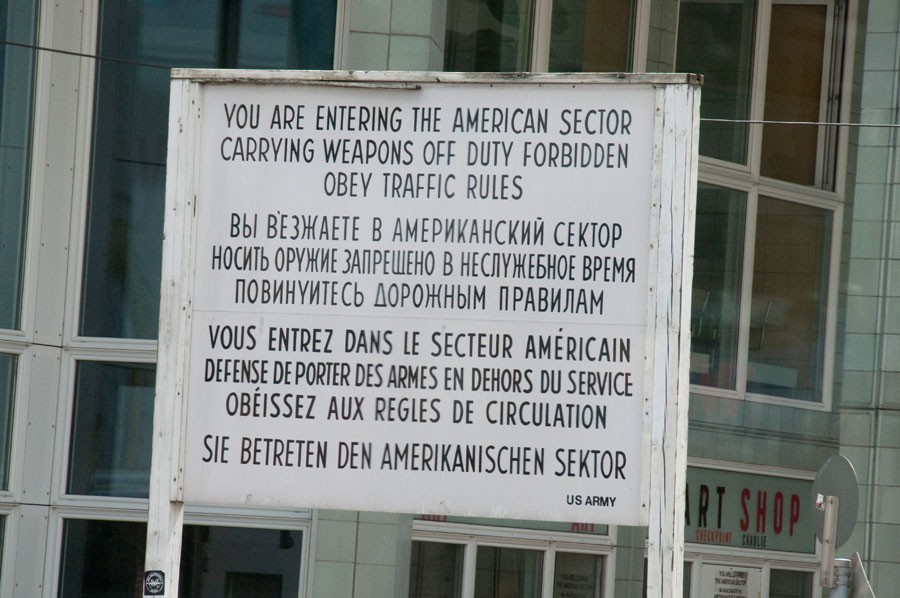 YOU ARE ENTERING THE AMERICAN SECTOR
CARRYING WEAPONS OFF DUTY FORBIDDEN
OBEY TRAFFIC RULES
ВЫ В'ЕЗЖАЕТЕ В АМЕРИКАНСКИЙ СЕКТОР
НОСИТЬ ОРУЖИЕ ЗАПРЕЩЕНО В НЕСЛУЖЕБНОЕ ВРЕМЯ
ПОВИНУИТЕСЬ ДОРОЖНЫМ ПРАВИЛАМ
VOUS ENTREZ DANS LE SECTEUR AMÉRICAIN
DEFENSE DE PORTER DES ARMES EN DEHORS DU SERVICE
OBÉISSEZ AUX REGLES DE CIRCULATION
SIE BETRETEN DEN AMERIKANISCHEN SEKTOR
US ARMY
ART SHOP
CHECKPOINT CHARLIE